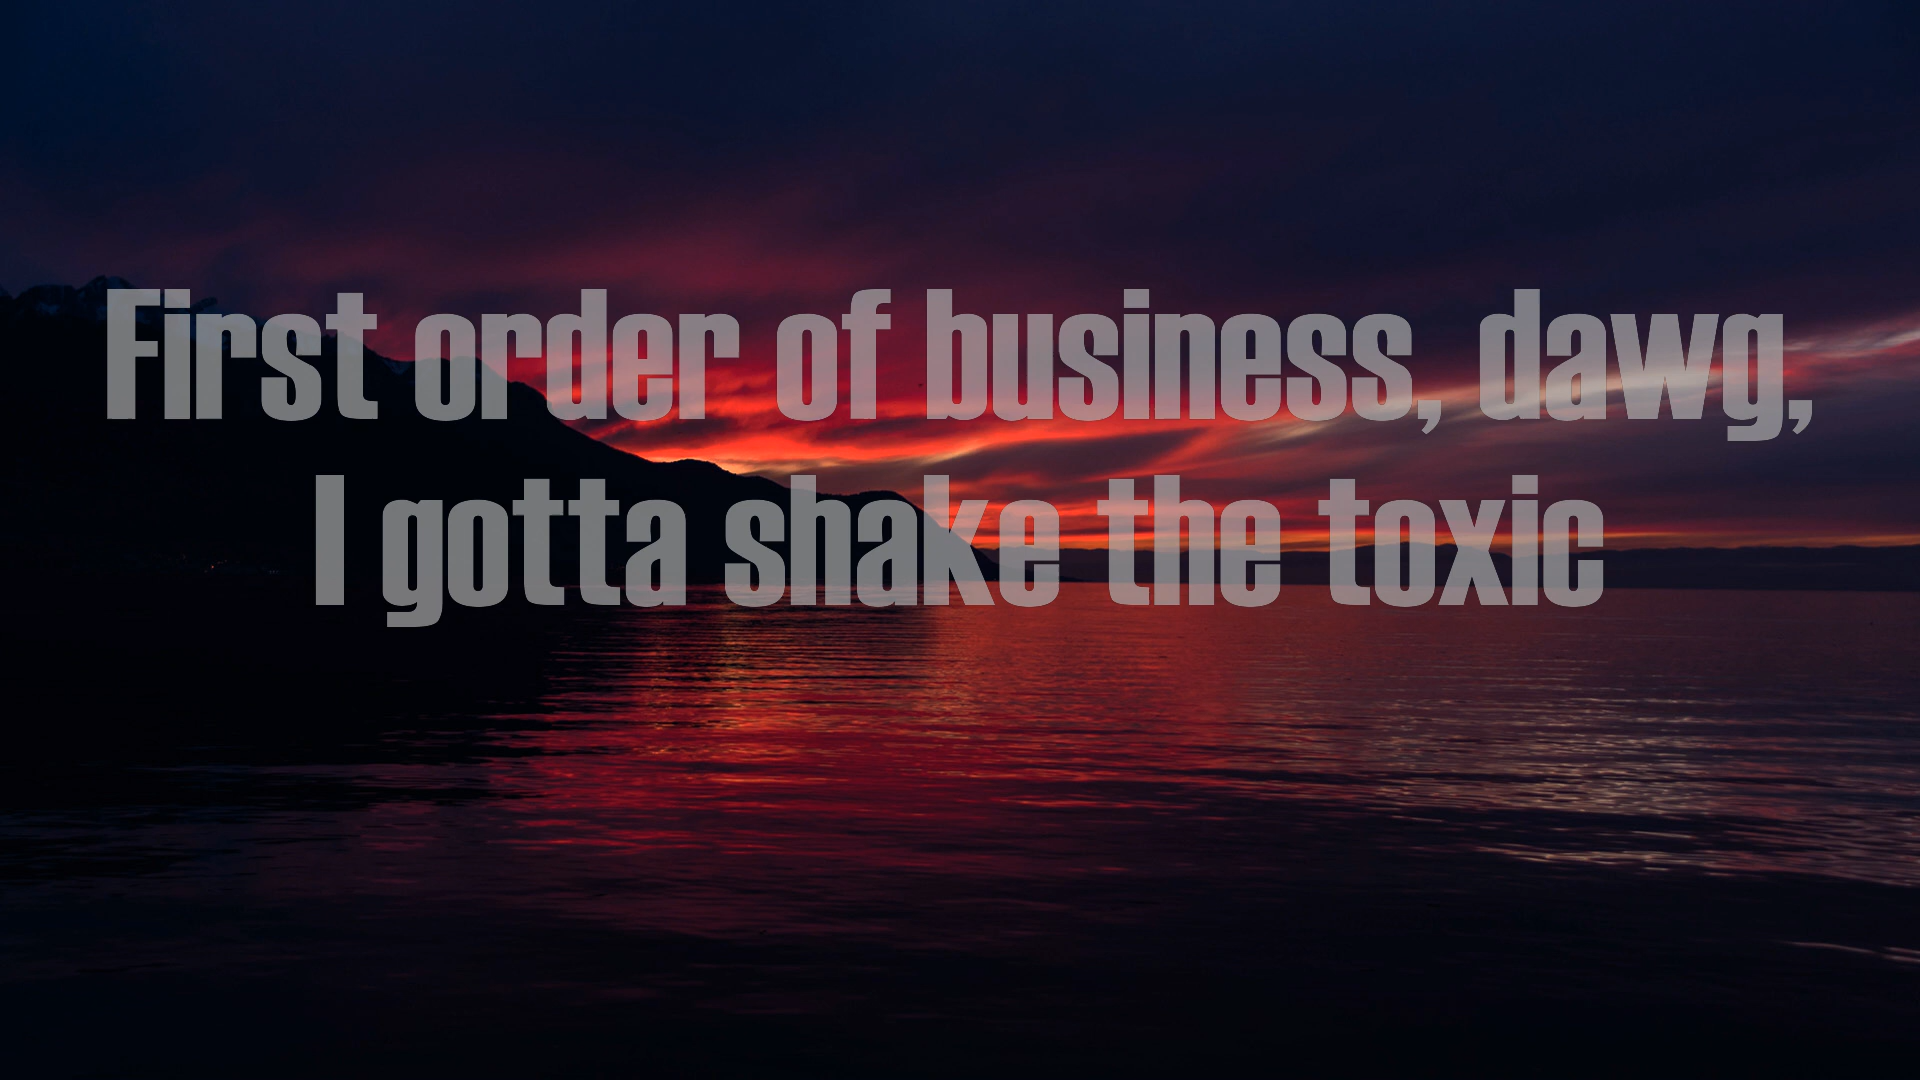 First order of business, dawg,
I gotta shake the toxic